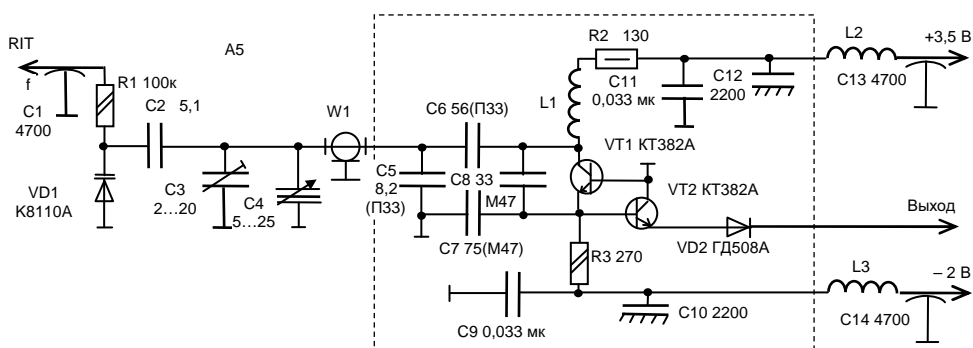 RIT
A5
f
R1 100к
C1
4700
C2 5,1
VD1
К8110А
C3
2...20
C4
5...25
W1
C6 56(П33)
C5
8,2
(П33)
C8 33
М47
C7 75(М47)
L1
R2 130
C11
0,033 мк
C12
2200
VT1 КТ382А
VT2 КТ382А
VD2 ГД508А
R3 270
C9 0,033 мк
C10 2200
L2
+3,5 В
C13 4700
Выход
L3
– 2 В
C14 4700